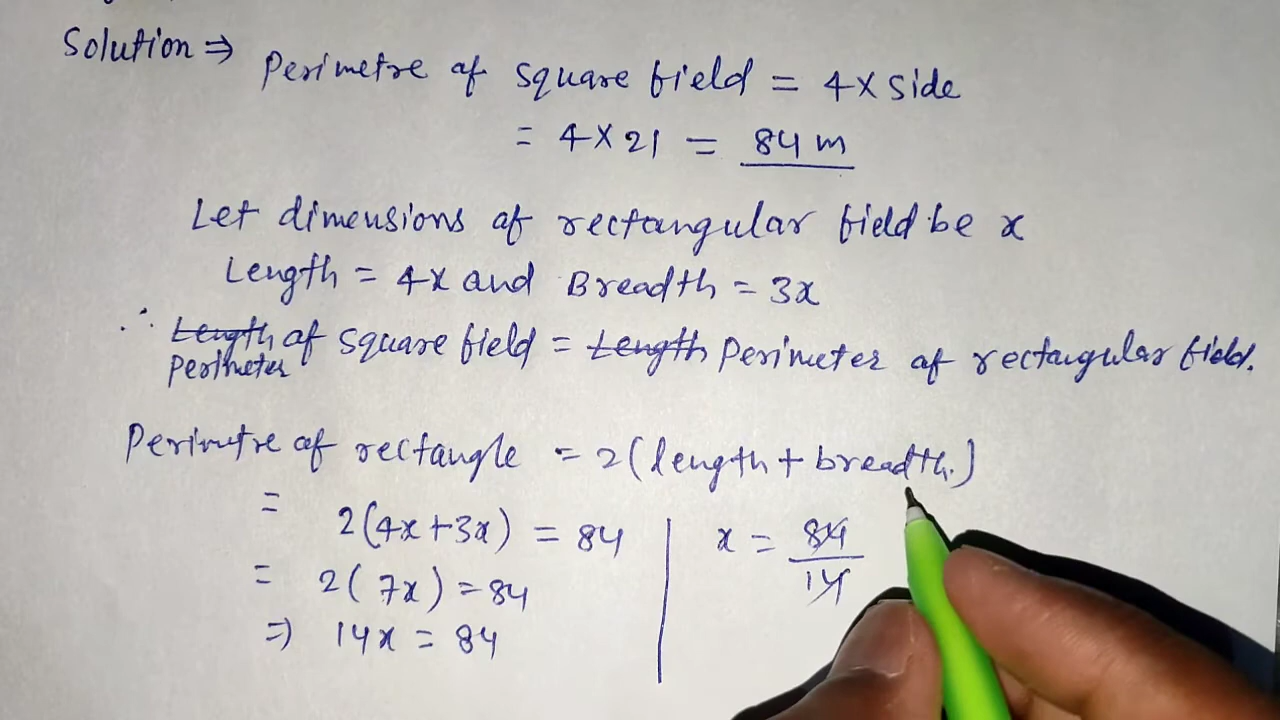 Solution ⇒ Perimetre of square field = 4 × side
= 4 × 21 = 84 m
Let dimensions of rectangular field be x
Length = 4x and Breadth = 3x
∴ Length of square field = Length Perimeter of rectangular field.
Perimeter
Perimetre of rectangle = 2(length + breadth.)
= 2(4x+3x) = 84
= 2(7x) = 84
⇒ 14x = 84
x = 84/14